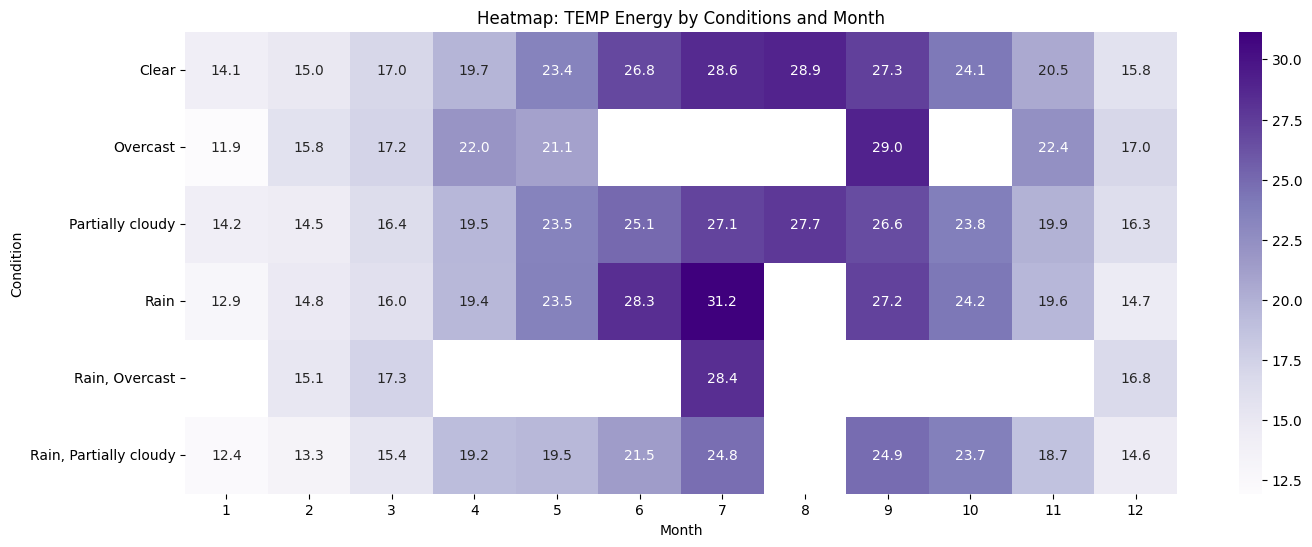 Heatmap: TEMP Energy by Conditions and Month
Condition
Clear 14.1 15.0 17.0 19.7 23.4 26.8 28.6 28.9 27.3 24.1 20.5 15.8
Overcast 11.9 15.8 17.2 22.0 21.1 29.0 22.4 17.0
Partially cloudy 14.2 14.5 16.4 19.5 23.5 25.1 27.1 27.7 26.6 23.8 19.9 16.3
Rain 12.9 14.8 16.0 19.4 23.5 28.3 31.2 27.2 24.2 19.6 14.7
Rain, Overcast 15.1 17.3 28.4 16.8
Rain, Partially cloudy 12.4 13.3 15.4 19.2 19.5 21.5 24.8 24.9 23.7 18.7 14.6
1 2 3 4 5 6 7 8 9 10 11 12
Month
30.0
27.5
25.0
22.5
20.0
17.5
15.0
12.5